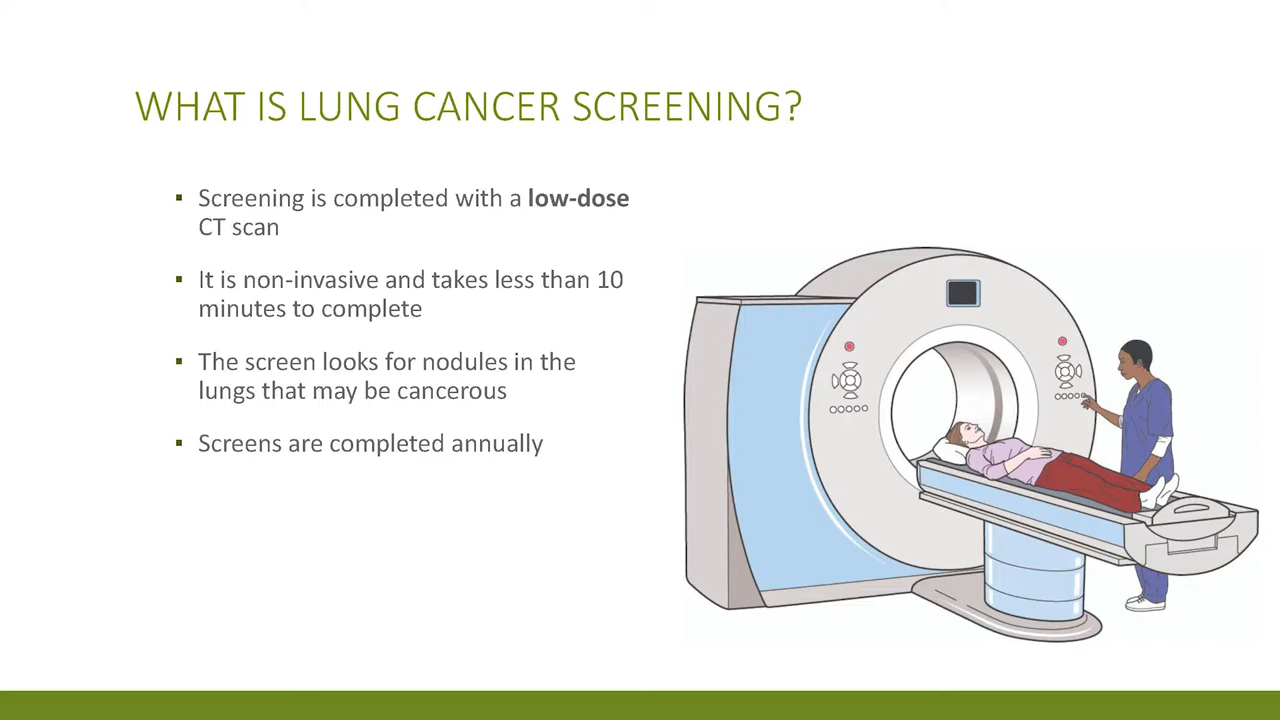 WHAT IS LUNG CANCER SCREENING?
▪ Screening is completed with a low-dose
CT scan
▪ It is non-invasive and takes less than 10
minutes to complete
▪ The screen looks for nodules in the
lungs that may be cancerous
▪ Screens are completed annually